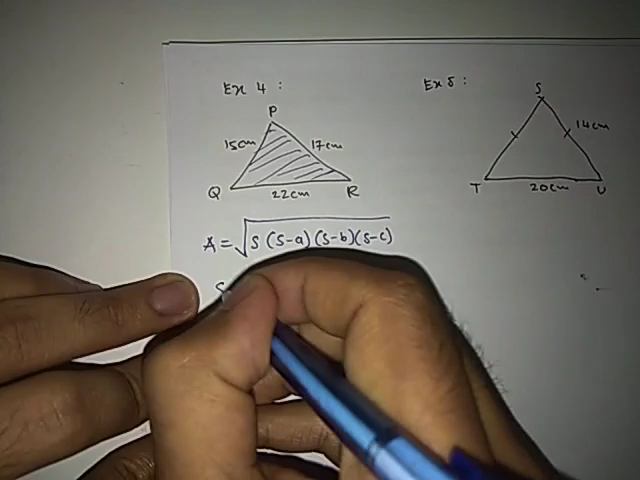 Ex 4 :
P
15cm
17cm
Q
22cm
R
A = √S (S-a) (S-b) (S-c)
S
Ex 5 :
S
14cm
T
20cm
U